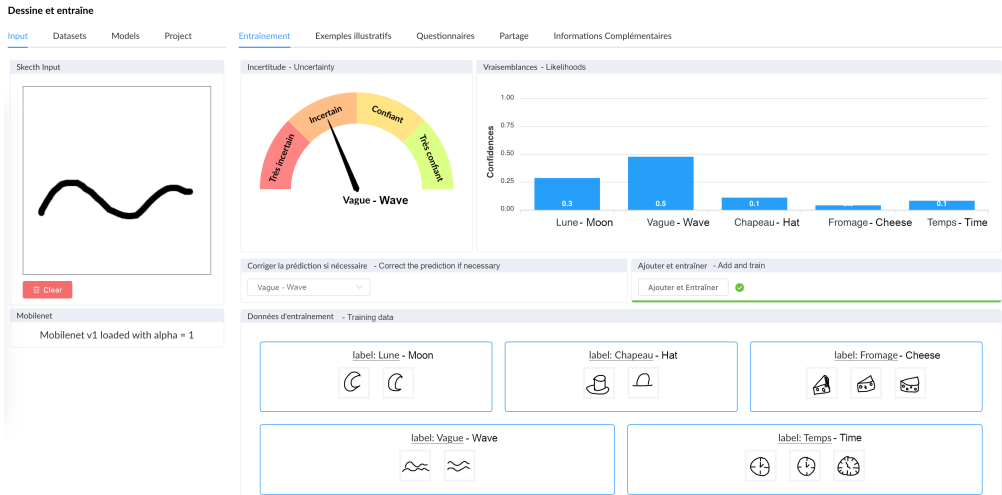 Dessine et entraîne
Input Datasets Models Project
Entraînement Exemples illustratifs Questionnaires Partage Informations Complémentaires
Skecth Input
Clear
Mobilenet
Mobilenet v1 loaded with alpha = 1
Incertitude - Uncertainty
Très incertain
Incertain
Confiant
Très confiant
Vague - Wave
Vraisemblances - Likelihoods
Confidences
1.00
0.75
0.50
0.25
0.00
0.3 0.5 0.1 0.1
Lune - Moon Vague - Wave Chapeau - Hat Fromage - Cheese Temps - Time
Corriger la prédiction si nécessaire - Correct the prediction if necessary
Vague - Wave
Ajouter et entraîner - Add and train
Ajouter et Entraîner
Données d'entraînement - Training data
label: Lune - Moon
label: Chapeau - Hat
label: Fromage - Cheese
label: Vague - Wave
label: Temps - Time